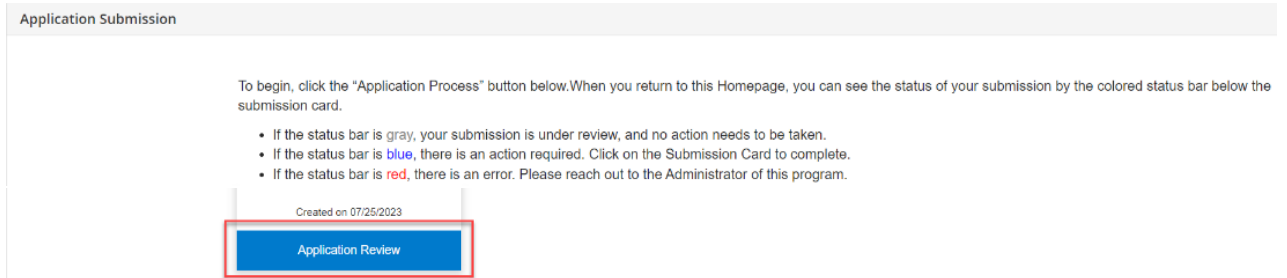 Application Submission
To begin, click the “Application Process” button below.When you return to this Homepage, you can see the status of your submission by the colored status bar below the
submission card.
• If the status bar is gray, your submission is under review, and no action needs to be taken.
• If the status bar is blue, there is an action required. Click on the Submission Card to complete.
• If the status bar is red, there is an error. Please reach out to the Administrator of this program.
Created on 07/25/2023
Application Review